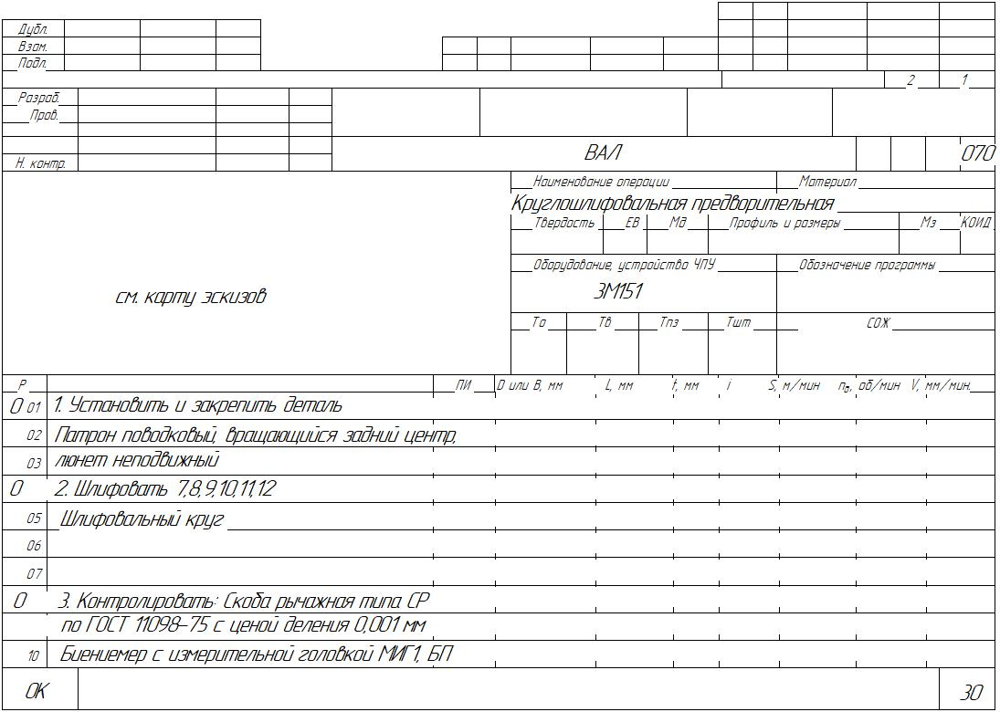 Дубл.
Взам.
Подл.
2 1
Разраб.
Пров.
ВАЛ 070
Н. контр.
Наименование операции Материал
Круглошлифовальная предворительная
Твердость ЕВ Мд Профиль и размеры Мз КОИД
Оборудование, устройство ЧПУ Обозначение программы
см. карту эскизов 3М151
То Тв Тпз Тшт СОЖ
Р ПИ D или В, мм L, мм t, мм i S, м/мин nд, об/мин V, мм/мин.
О 01 1. Установить и закрепить деталь
02 Патрон поводковый, вращающийся задний центр,
03 люнет неподвижный
О 2. Шлифовать 7,8,9,10,11,12
05 Шлифовальный круг
06
07
О 3. Контролировать: Скоба рычажная типа СР
по ГОСТ 11098-75 с ценой деления 0,001 мм
10 Биениемер с измерительной головкой МИГ1, БП
ОК 30